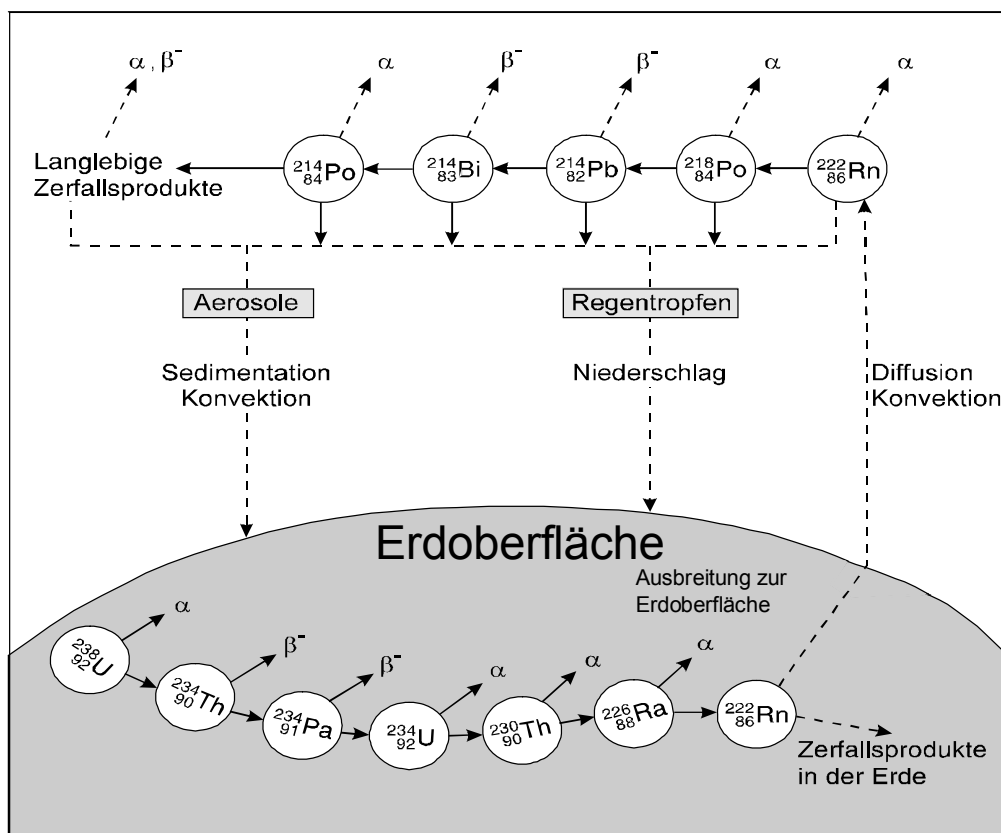 α , β⁻
α
β⁻
β⁻
α
α
Langlebige
Zerfallsprodukte
²¹⁴₈₄Po
²¹⁴₈₃Bi
²¹⁴₈₂Pb
²¹⁸₈₄Po
²²²₈₆Rn
Aerosole
Regentropfen
Sedimentation
Konvektion
Niederschlag
Diffusion
Konvektion
Erdoberfläche
Ausbreitung zur
Erdoberfläche
α
β⁻
β⁻
α
α
α
²³⁸₉₂U
²³⁴₉₀Th
²³⁴₉₁Pa
²³⁴₉₂U
²³⁰₉₀Th
²²⁶₈₈Ra
²²²₈₆Rn
Zerfallsprodukte
in der Erde